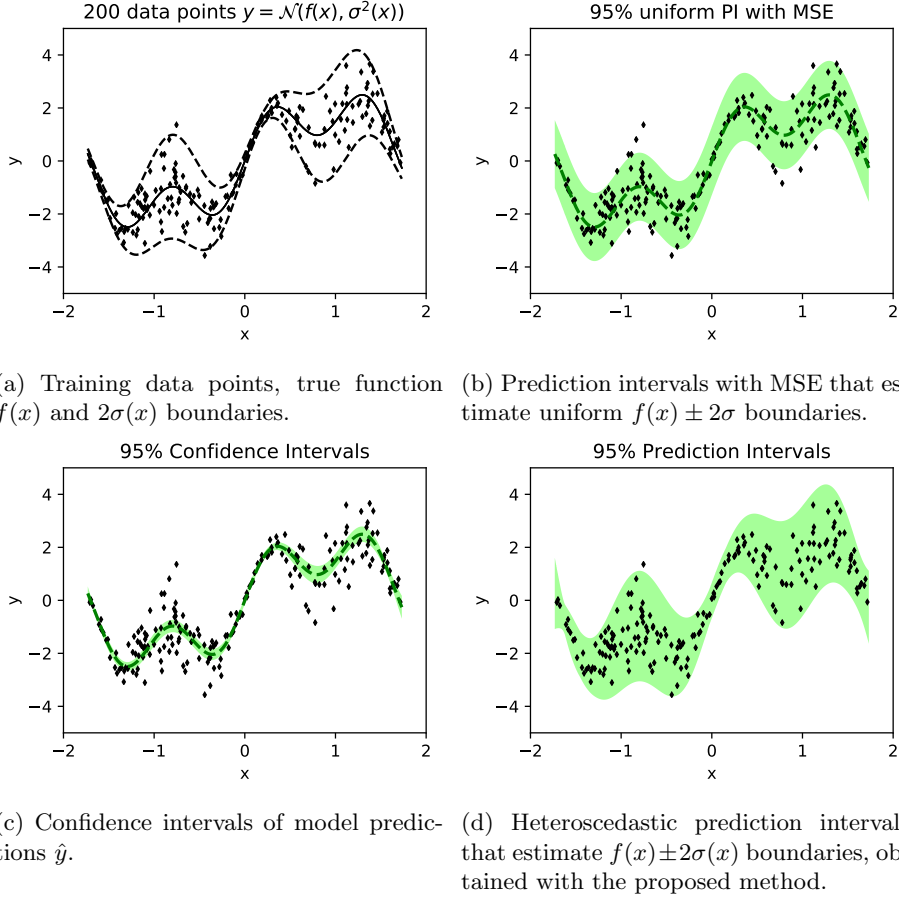 200 data points y = 𝒩(f(x), σ²(x))
4
2
0
−2
−4
y
−2 −1 0 1 2
x
95% uniform PI with MSE
4
2
0
−2
−4
y
−2 −1 0 1 2
x
(a) Training data points, true function
f(x) and 2σ(x) boundaries.
(b) Prediction intervals with MSE that es-
timate uniform f(x) ± 2σ boundaries.
95% Confidence Intervals
4
2
0
−2
−4
y
−2 −1 0 1 2
x
95% Prediction Intervals
4
2
0
−2
−4
y
−2 −1 0 1 2
x
(c) Confidence intervals of model predic-
tions ŷ.
(d) Heteroscedastic prediction interval
that estimate f(x)±2σ(x) boundaries, ob
tained with the proposed method.